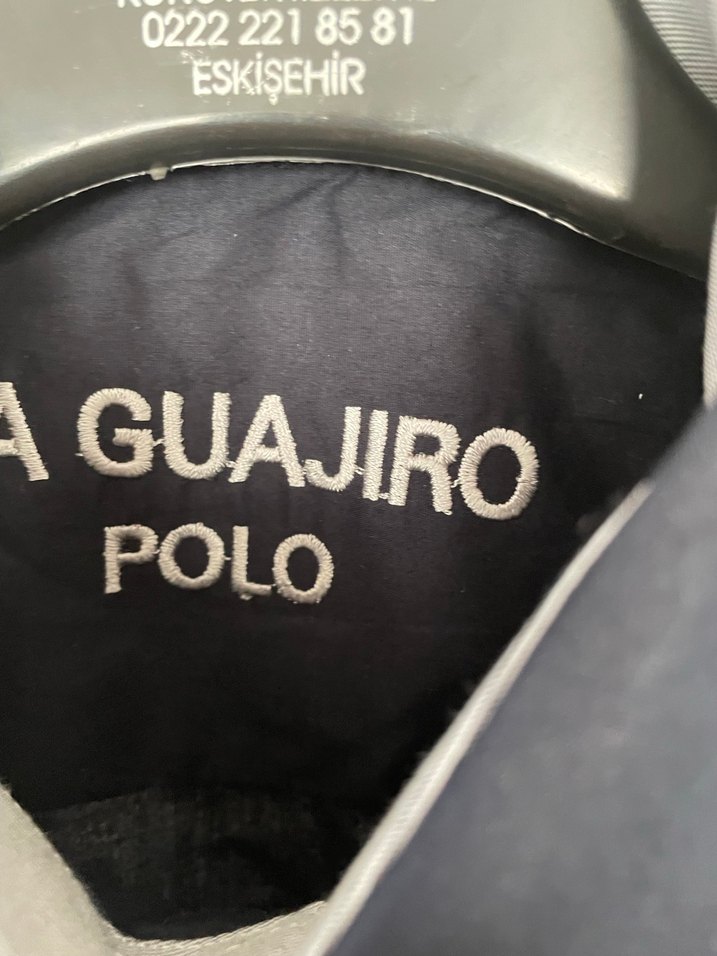 0222 221 85 81
ESKİŞEHİR
A GUAJIRO
POLO